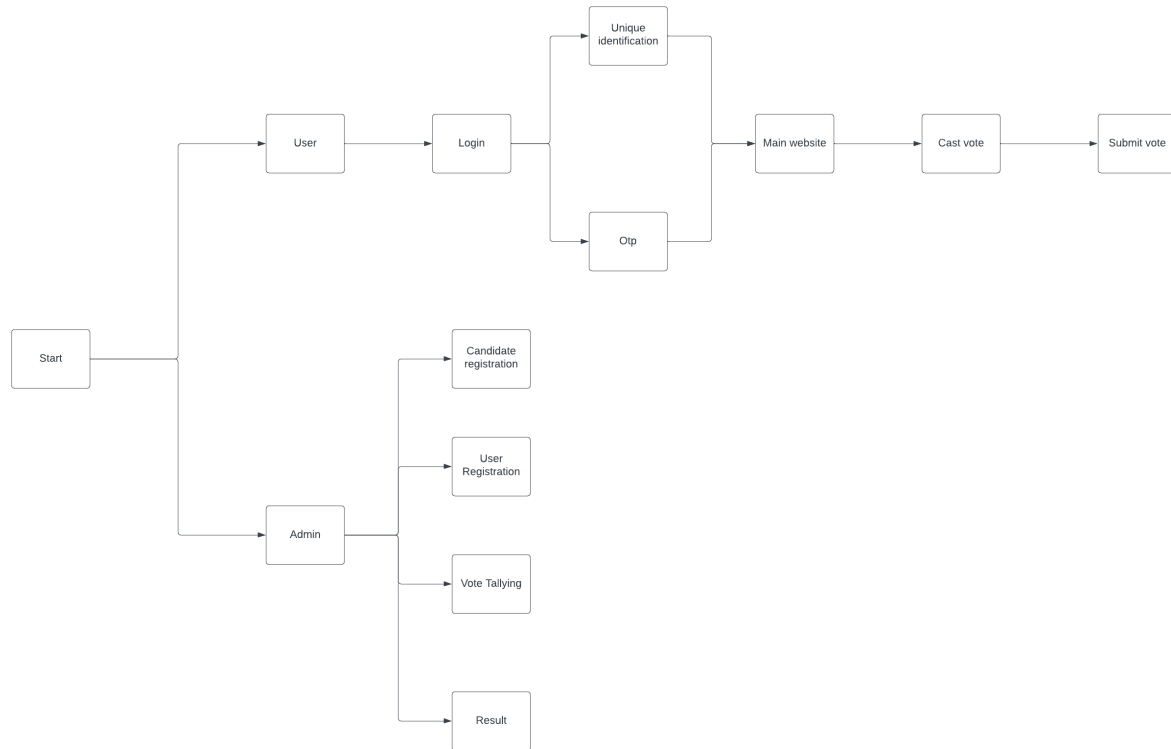 Unique
identification
User
Login
Main website
Cast vote
Submit vote
Otp
Start
Candidate
registration
User
Registration
Admin
Vote Tallying
Result